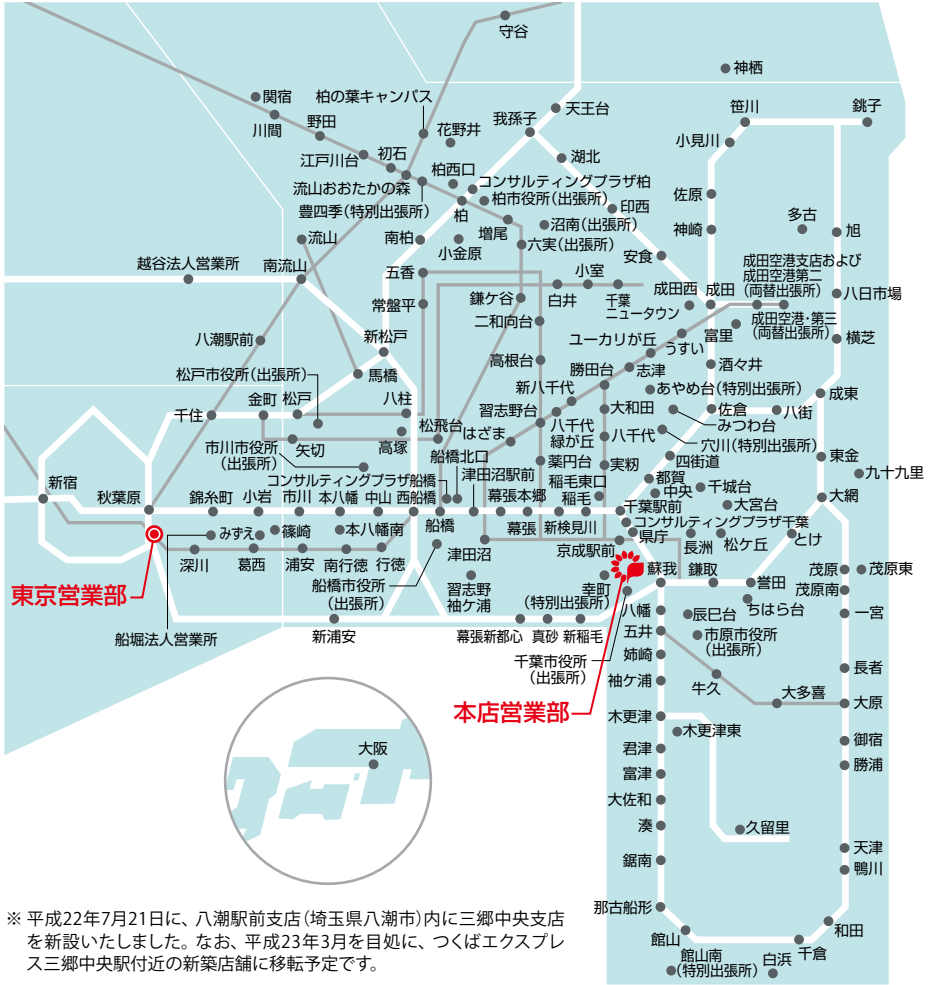 守谷
神栖
関宿
柏の葉キャンパス
天王台
笹川
銚子
川間
野田
花野井
我孫子
小見川
江戸川台
初石
湖北
柏西口
コンサルティングプラザ柏
流山おおたかの森
柏市役所(出張所)
佐原
豊四季(特別出張所)
柏
印西
多古
流山
南柏
増尾
沼南(出張所)
神崎
旭
小金原
六実(出張所)
安食
越谷法人営業所
南流山
五香
小室
成田空港支店および
成田空港第二
(両替出張所)
常盤平
鎌ケ谷
白井
千葉
ニュータウン
成田西
成田
八日市場
二和向台
富里
成田空港・第三
(両替出張所)
八潮駅前
新松戸
ユーカリが丘
うすい
横芝
松戸市役所(出張所)
馬橋
高根台
勝田台
志津
酒々井
新八千代
あやめ台(特別出張所)
成東
金町
松戸
八柱
習志野台
大和田
佐倉
八街
千住
松飛台
みつわ台
市川市役所
(出張所)
矢切
高塚
はざま
八千代
緑が丘
八千代
穴川(特別出張所)
船橋北口
四街道
東金
新宿
コンサルティングプラザ船橋
津田沼駅前
薬円台
実籾
都賀
九十九里
秋葉原
錦糸町
小岩
市川
本八幡
中山
西船橋
幕張本郷
稲毛東口
稲毛
中央
千城台
大網
千葉駅前
大宮台
船橋
幕張
新検見川
コンサルティングプラザ千葉
みずえ
篠崎
本八幡南
県庁
長洲
松ケ丘
とけ
京成駅前
深川
葛西
浦安
南行徳
行徳
津田沼
蘇我
鎌取
誉田
茂原
茂原東
東京営業部
船橋市役所
(出張所)
習志野
袖ケ浦
幸町
(特別出張所)
ちはら台
茂原南
八幡
辰巳台
一宮
船堀法人営業所
新浦安
幕張新都心
真砂
新稲毛
五井
市原市役所
(出張所)
千葉市役所
(出張所)
姉崎
長者
袖ケ浦
牛久
大多喜
大原
本店営業部
木更津
木更津東
御宿
大阪
君津
勝浦
富津
大佐和
湊
久留里
天津
鋸南
鴨川
那古船形
和田
館山
千倉
館山南
(特別出張所)
白浜
※ 平成22年7月21日に、八潮駅前支店(埼玉県八潮市)内に三郷中央支店
を新設いたしました。なお、平成23年3月を目処に、つくばエクスプレ
ス三郷中央駅付近の新築店舗に移転予定です。